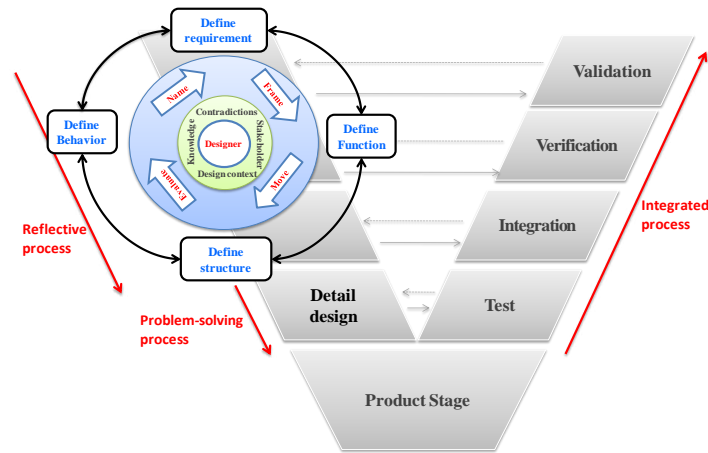 Define
requirement
Validation
Name
Frame
Contradictions
Knowledge
Stakeholder
Designer
Design context
Define
Behavior
Define
Function
Verification
Evaluate
Move
Reflective
process
Integration
Integrated
process
Define
structure
Detail
design
Test
Problem-solving
process
Product Stage